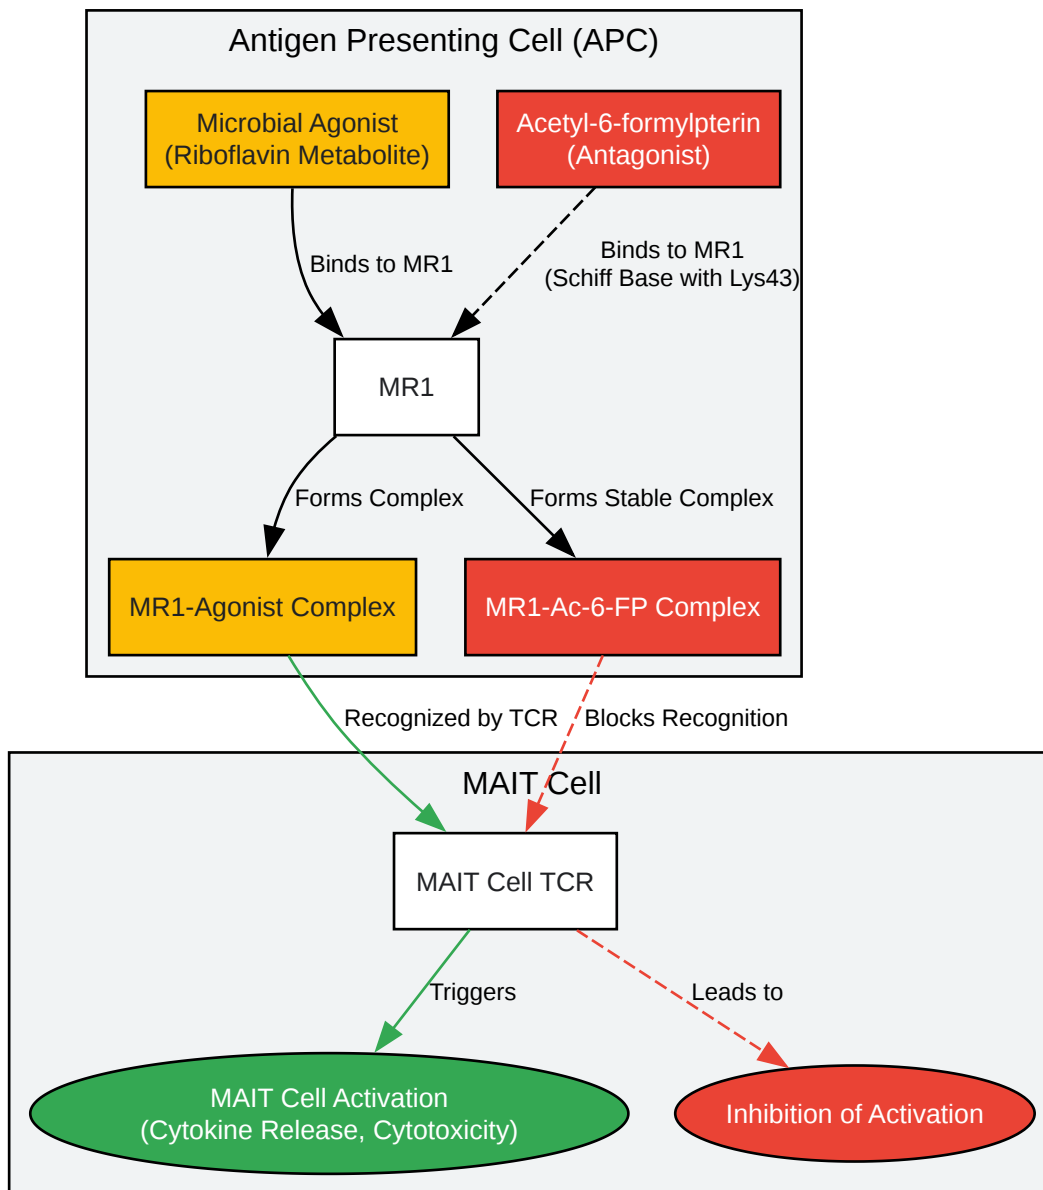 Antigen Presenting Cell (APC)
Microbial Agonist
(Riboflavin Metabolite)
Acetyl-6-formylpterin
(Antagonist)
Binds to MR1
Binds to MR1
(Schiff Base with Lys43)
MR1
Forms Complex
Forms Stable Complex
MR1-Agonist Complex
MR1-Ac-6-FP Complex
Recognized by TCR
Blocks Recognition
MAIT Cell
MAIT Cell TCR
Triggers
Leads to
MAIT Cell Activation
(Cytokine Release, Cytotoxicity)
Inhibition of Activation